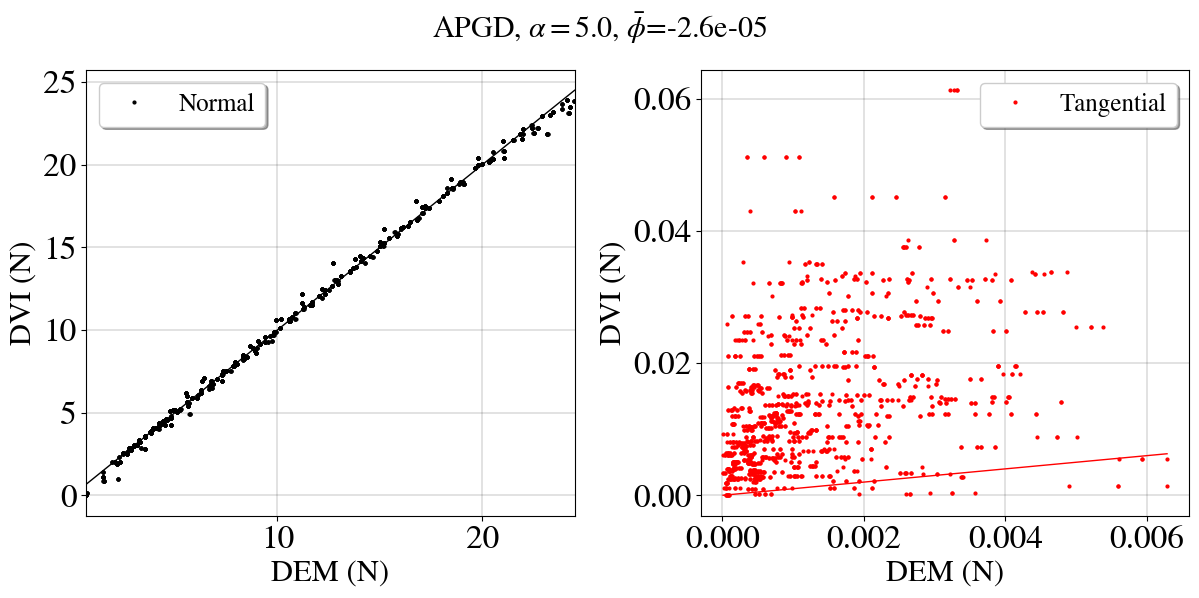 APGD, α = 5.0, ϕ̄=-2.6e-05
25
20
15
10
5
0
DVI (N)
Normal
10
20
DEM (N)
0.06
0.04
0.02
0.00
DVI (N)
Tangential
0.000
0.002
0.004
0.006
DEM (N)